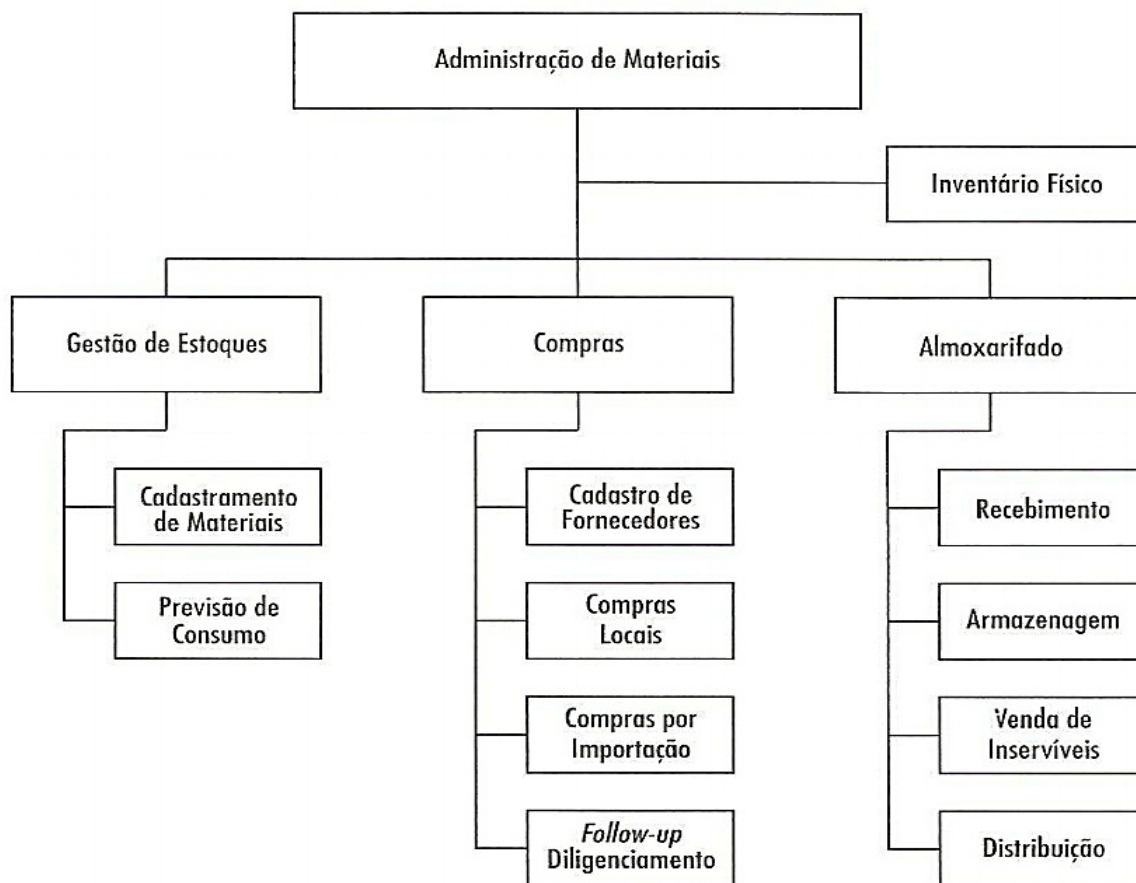 Administração de Materiais
Inventário Físico
Gestão de Estoques
Compras
Almoxarifado
Cadastramento
de Materiais
Previsão de
Consumo
Cadastro de
Fornecedores
Compras
Locais
Compras por
Importação
Follow-up
Diligenciamento
Recebimento
Armazenagem
Venda de
Inservíveis
Distribuição